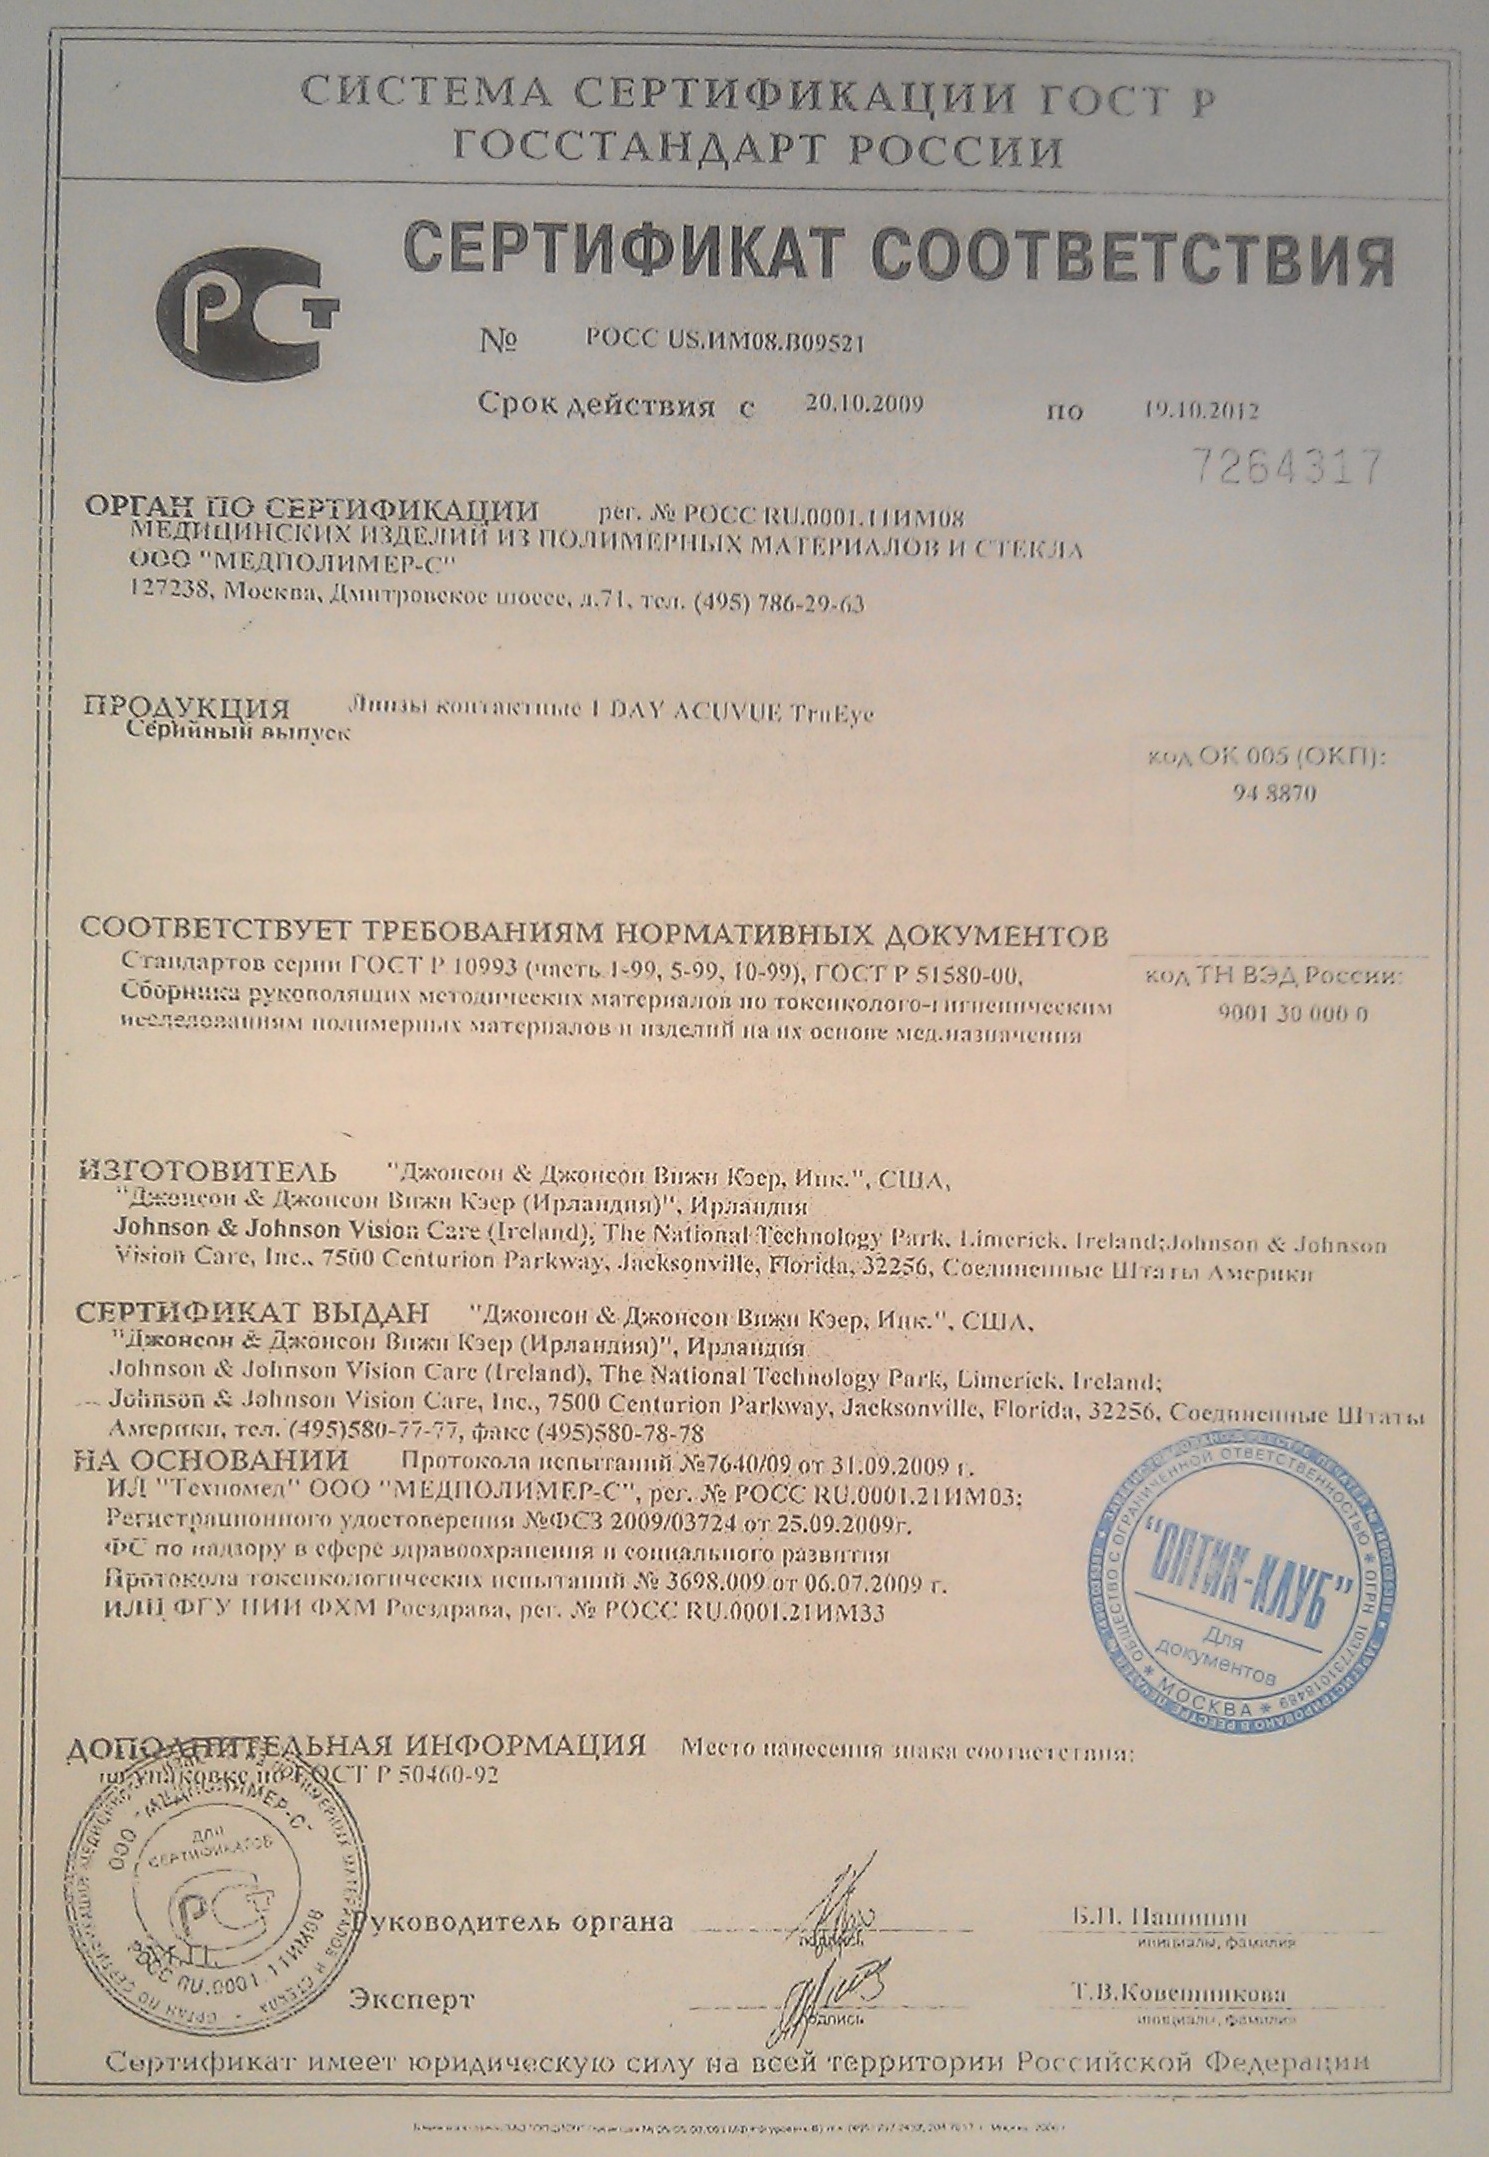 СИСТЕМА СЕРТИФИКАЦИИ ГОСТ Р
ГОССТАНДАРТ РОССИИ
РСТ
СЕРТИФИКАТ СООТВЕТСТВИЯ
№ РОСС US.ИМ08.В09521
Срок действия с 20.10.2009 по 19.10.2012
7264317
ОРГАН ПО СЕРТИФИКАЦИИ рег. № РОСС RU.0001.11ИМ08
МЕДИЦИНСКИХ ИЗДЕЛИЙ ИЗ ПОЛИМЕРНЫХ МАТЕРИАЛОВ И СТЕКЛА
ООО "МЕДПОЛИМЕР-С"
127238, Москва, Дмитровское шоссе, д.71, тел. (495) 786-29-63
ПРОДУКЦИЯ Линзы контактные 1 DAY ACUVUE TruEye
Серийный выпуск
код ОК 005 (ОКП):
94 8870
СООТВЕТСТВУЕТ ТРЕБОВАНИЯМ НОРМАТИВНЫХ ДОКУМЕНТОВ
Стандартов серии ГОСТ Р 10993 (часть 1-99, 5-99, 10-99), ГОСТ Р 51580-00,
Сборника руководящих методических материалов по токсиколого-гигиеническим
исследованиям полимерных материалов и изделий на их основе мед.назначения
код ТН ВЭД России:
9001 30 000 0
ИЗГОТОВИТЕЛЬ "Джонсон & Джонсон Вижн Кэер, Инк.", США,
"Джонсон & Джонсон Вижн Кэер (Ирландия)", Ирландия
Johnson & Johnson Vision Care (Ireland), The National Technology Park, Limerick, Ireland;Johnson & Johnson
Vision Care, Inc., 7500 Centurion Parkway, Jacksonville, Florida, 32256, Соединенные Штаты Америки
СЕРТИФИКАТ ВЫДАН "Джонсон & Джонсон Вижн Кэер, Инк.", США,
"Джонсон & Джонсон Вижн Кэер (Ирландия)", Ирландия
Johnson & Johnson Vision Care (Ireland), The National Technology Park, Limerick, Ireland;
Johnson & Johnson Vision Care, Inc., 7500 Centurion Parkway, Jacksonville, Florida, 32256, Соединенные Штаты
Америки, тел. (495)580-77-77, факс (495)580-78-78
НА ОСНОВАНИИ Протокола испытаний №7640/09 от 31.09.2009 г.
ИЛ "Техномед" ООО "МЕДПОЛИМЕР-С", рег. № РОСС RU.0001.21ИМ03;
Регистрационного удостоверения №ФСЗ 2009/03724 от 25.09.2009г.
ФС по надзору в сфере здравоохранения и социального развития
Протокола токсикологических испытаний № 3698.009 от 06.07.2009 г.
ИЛЦ ФГУ НИИ ФХМ Росздрава, рег. № РОСС RU.0001.21ИМ33
ОБЩЕСТВО С ОГРАНИЧЕННОЙ ОТВЕТСТВЕННОСТЬЮ * ОГРН 1037731018489 * МОСКВА *
"ОПТИК-КЛУБ"
Для
документов
ДОПОЛНИТЕЛЬНАЯ ИНФОРМАЦИЯ Место нанесения знака соответствия:
на упаковке по ГОСТ Р 50460-92
ООО "МЕДПОЛИМЕР-С"
ДЛЯ
СЕРТИФИКАТОВ
РСТ
РОСС RU.0001.11ИМ08
Руководитель органа
подпись
Б.П. Пашинин
инициалы, фамилия
Эксперт
подпись
Т.В.Ковешникова
инициалы, фамилия
Сертификат имеет юридическую силу на всей территории Российской Федерации